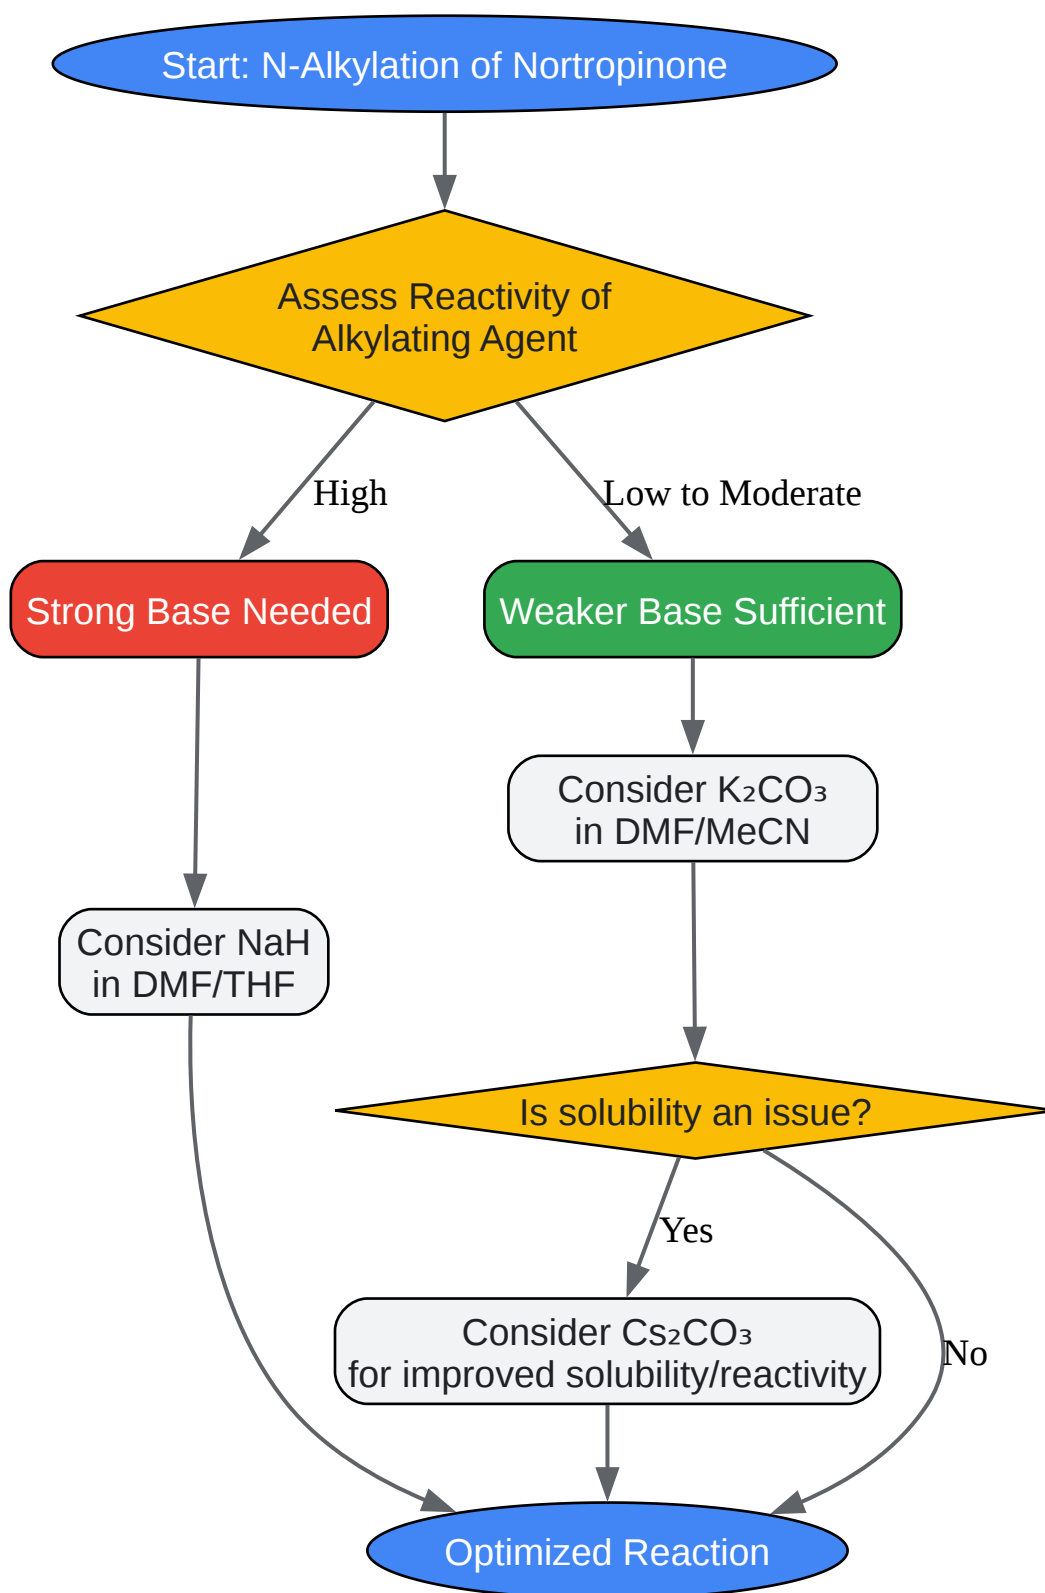 Start: N-Alkylation of Nortropinone
Assess Reactivity of
Alkylating Agent
High
Low to Moderate
Strong Base Needed
Weaker Base Sufficient
Consider K₂CO₃
in DMF/MeCN
Consider NaH
in DMF/THF
Is solubility an issue?
Yes
Consider Cs₂CO₃
for improved solubility/reactivity
No
Optimized Reaction